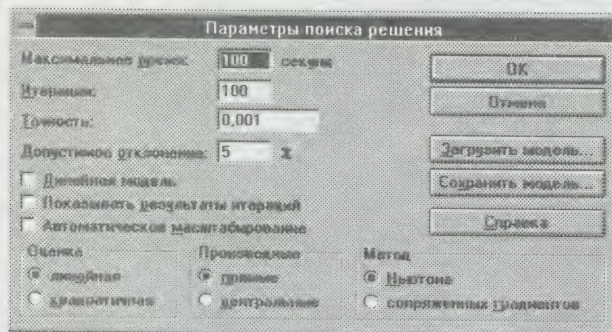 Параметры поиска решения
Максимальное время: 100 секунд
Итерации: 100
Точность: 0,001
Допустимое отклонение: 5 %
Линейная модель
Показывать результаты итераций
Автоматическое масштабирование
Оценка
линейная
квадратичная
Производные
прямые
центральные
Метод
Ньютона
сопряженных градиентов
OK
Отмена
Загрузить модель...
Сохранить модель...
Справка